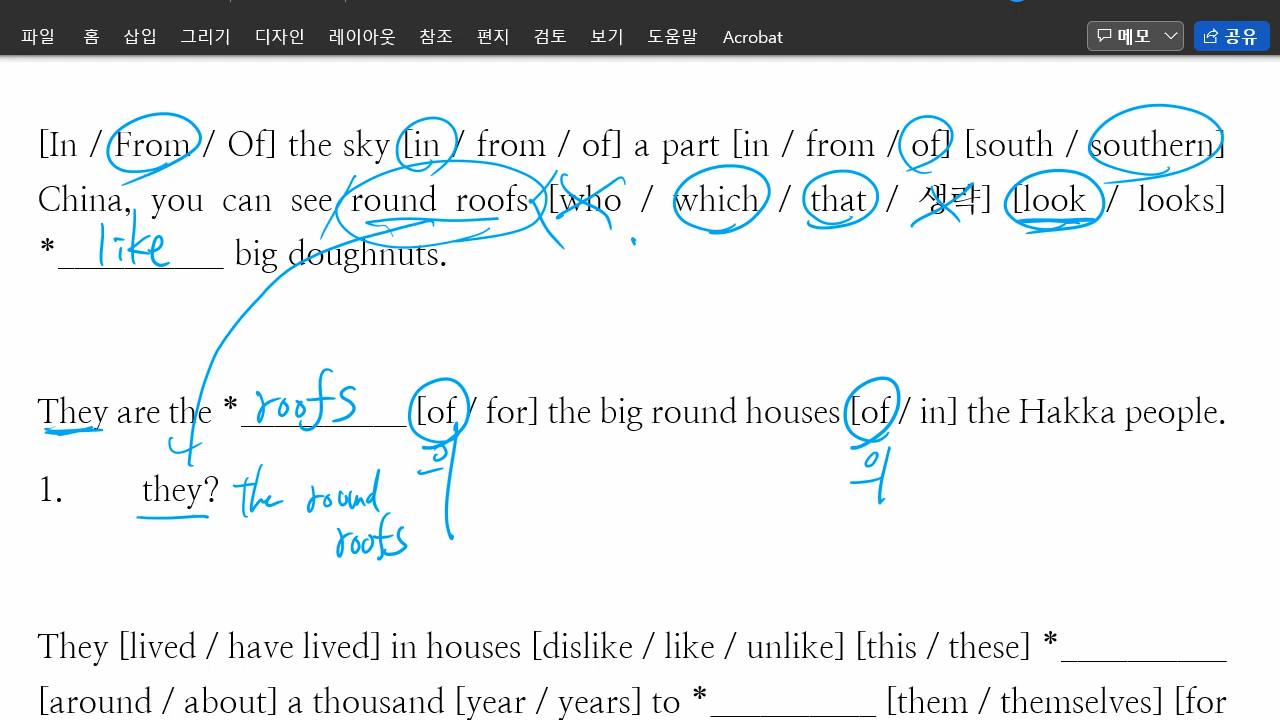 파일 홈 삽입 그리기 디자인 레이아웃 참조 편지 검토 보기 도움말 Acrobat 메모 공유
[In / From / Of] the sky [in / from / of] a part [in / from / of] [south / southern]
China, you can see round roofs [who / which / that / 생략] [look / looks]
*__________ like big doughnuts.
They are the *__________ roofs [of / for] the big round houses [of / in] the Hakka people.
의 의
1. they? the round
roofs
They [lived / have lived] in houses [dislike / like / unlike] [this / these] *__________
[around / about] a thousand [year / years] to *__________ [them / themselves] [for